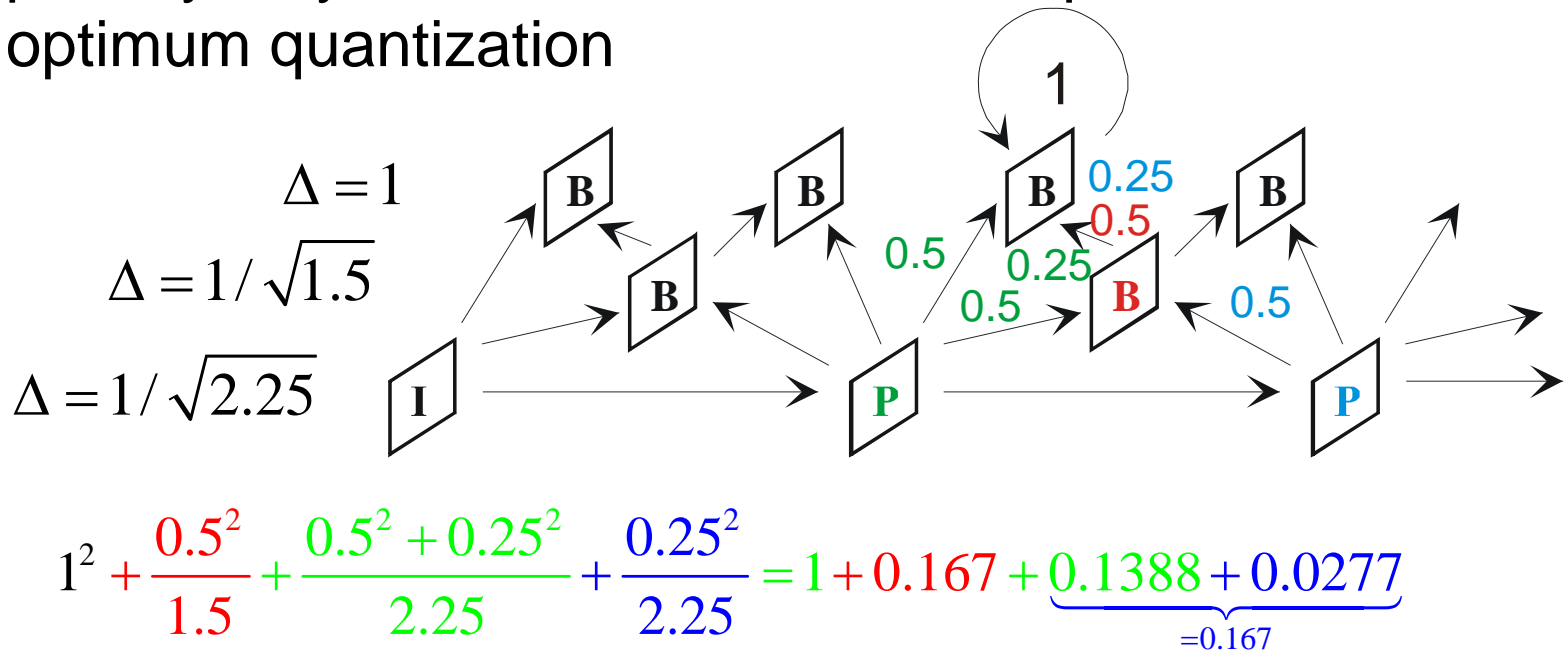 optimum quantization
1
Δ = 1
B B B 0.25 B
0.5
Δ = 1/√1.5
B 0.5 0.25 B 0.5
0.5
Δ = 1/√2.25
I P P
1² + 0.5²/1.5 + (0.5² + 0.25²)/2.25 + 0.25²/2.25 = 1 + 0.167 + 0.1388 + 0.0277
=0.167